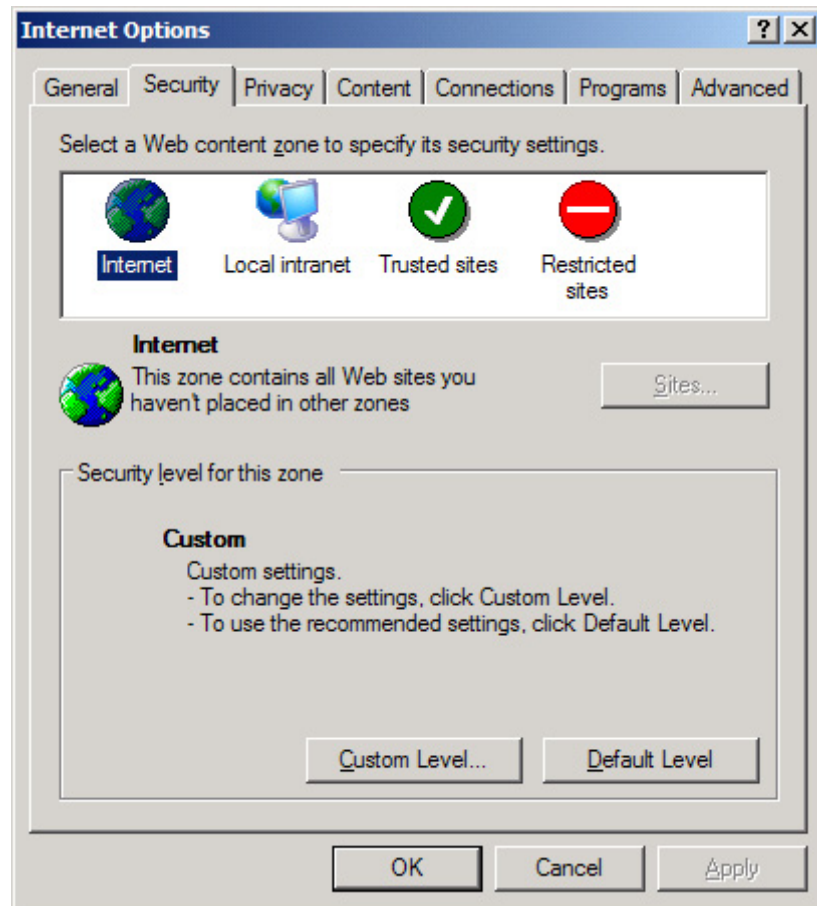 Internet Options
General Security Privacy Content Connections Programs Advanced
Select a Web content zone to specify its security settings.
Internet Local intranet Trusted sites Restricted
sites
Internet
This zone contains all Web sites you
haven't placed in other zones
Sites...
Security level for this zone
Custom
Custom settings.
- To change the settings, click Custom Level.
- To use the recommended settings, click Default Level.
Custom Level... Default Level
OK Cancel Apply